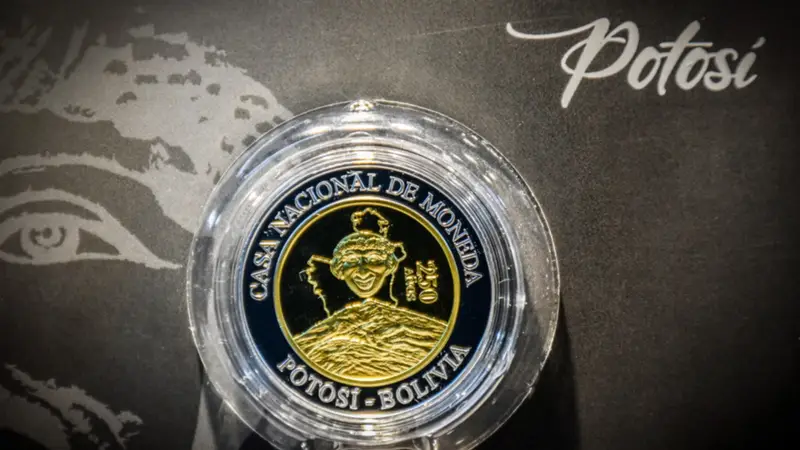 Potosí
CASA NACIONAL DE MONEDA
250
AÑOS
POTOSÍ - BOLIVIA